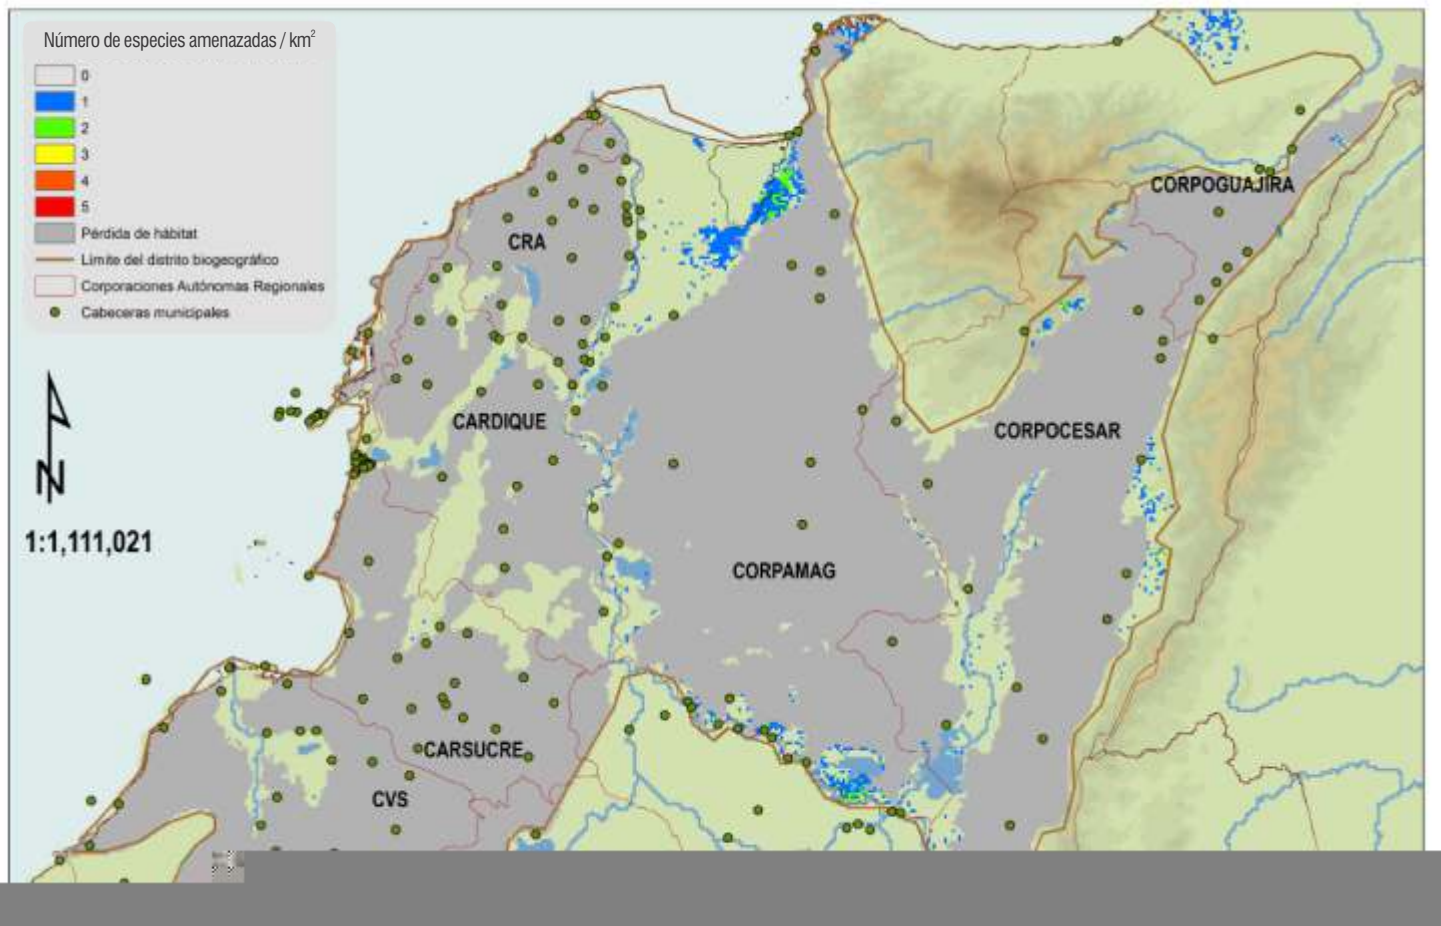 Número de especies amenazadas / km²
0
1
2
3
4
5
Pérdida de hábitat
Limite del distrito biogeográfico
Corporaciones Autónomas Regionales
Cabeceras municipales
CORPOGUAJIRA
CRA
CARDIQUE
CORPOCESAR
N
1:1,111,021
CORPAMAG
CARSUCRE
CVS